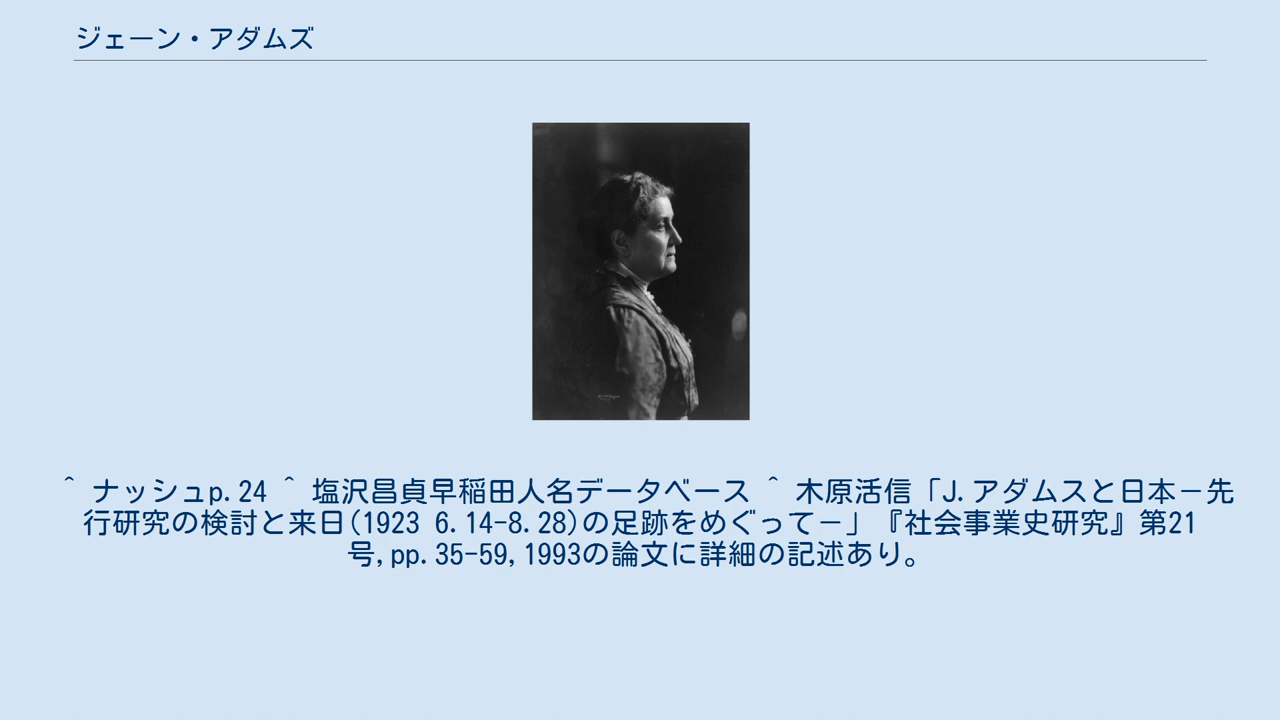 ジェーン・アダムズ
^ ナッシュp.24 ^ 塩沢昌貞早稲田人名データベース ^ 木原活信「J.アダムスと日本－先
行研究の検討と来日(1923 6.14-8.28)の足跡をめぐって－」『社会事業史研究』第21
号,pp.35-59,1993の論文に詳細の記述あり。